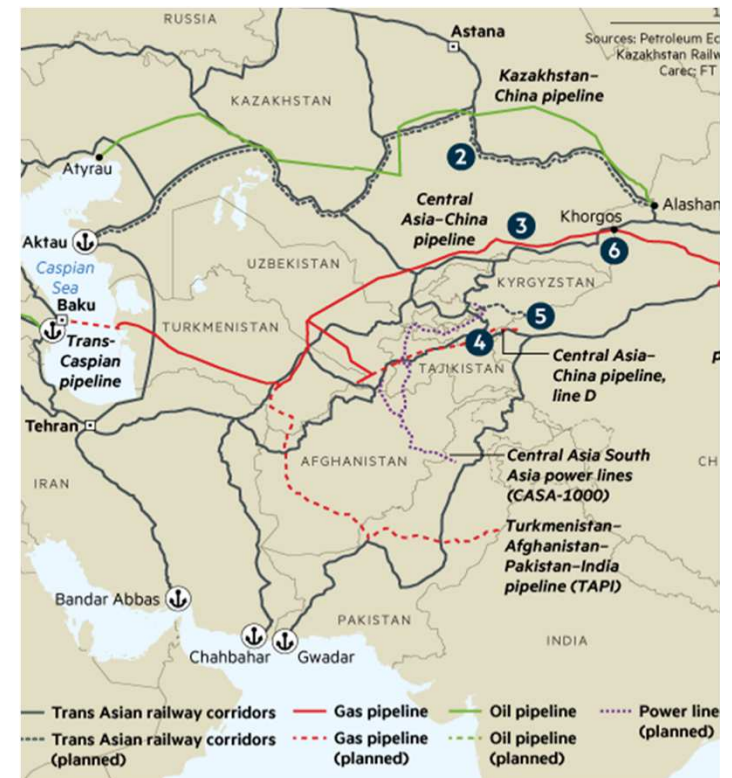 RUSSIA
1
Astana
Sources: Petroleum Ec
Kazakhstan Railw
Carec; FT
Kazakhstan–
China pipeline
KAZAKHSTAN
2
Atyrau
Central
Asia–China
pipeline
3
Khorgos
Alashan
6
Aktau
Caspian
Sea
UZBEKISTAN
KYRGYZSTAN
Baku
TURKMENISTAN
5
Trans-
Caspian
pipeline
4
TAJIKISTAN
Central Asia–
China pipeline,
line D
p
Tehran
AFGHANISTAN
Central Asia South
Asia power lines
(CASA-1000)
CH
IRAN
Turkmenistan–
Afghanistan–
Pakistan–India
pipeline (TAPI)
Bandar Abbas
PAKISTAN
INDIA
Chahbahar
Gwadar
Trans Asian railway corridors
Gas pipeline
Oil pipeline
Power line
(planned)
Trans Asian railway corridors
(planned)
Gas pipeline
(planned)
Oil pipeline
(planned)